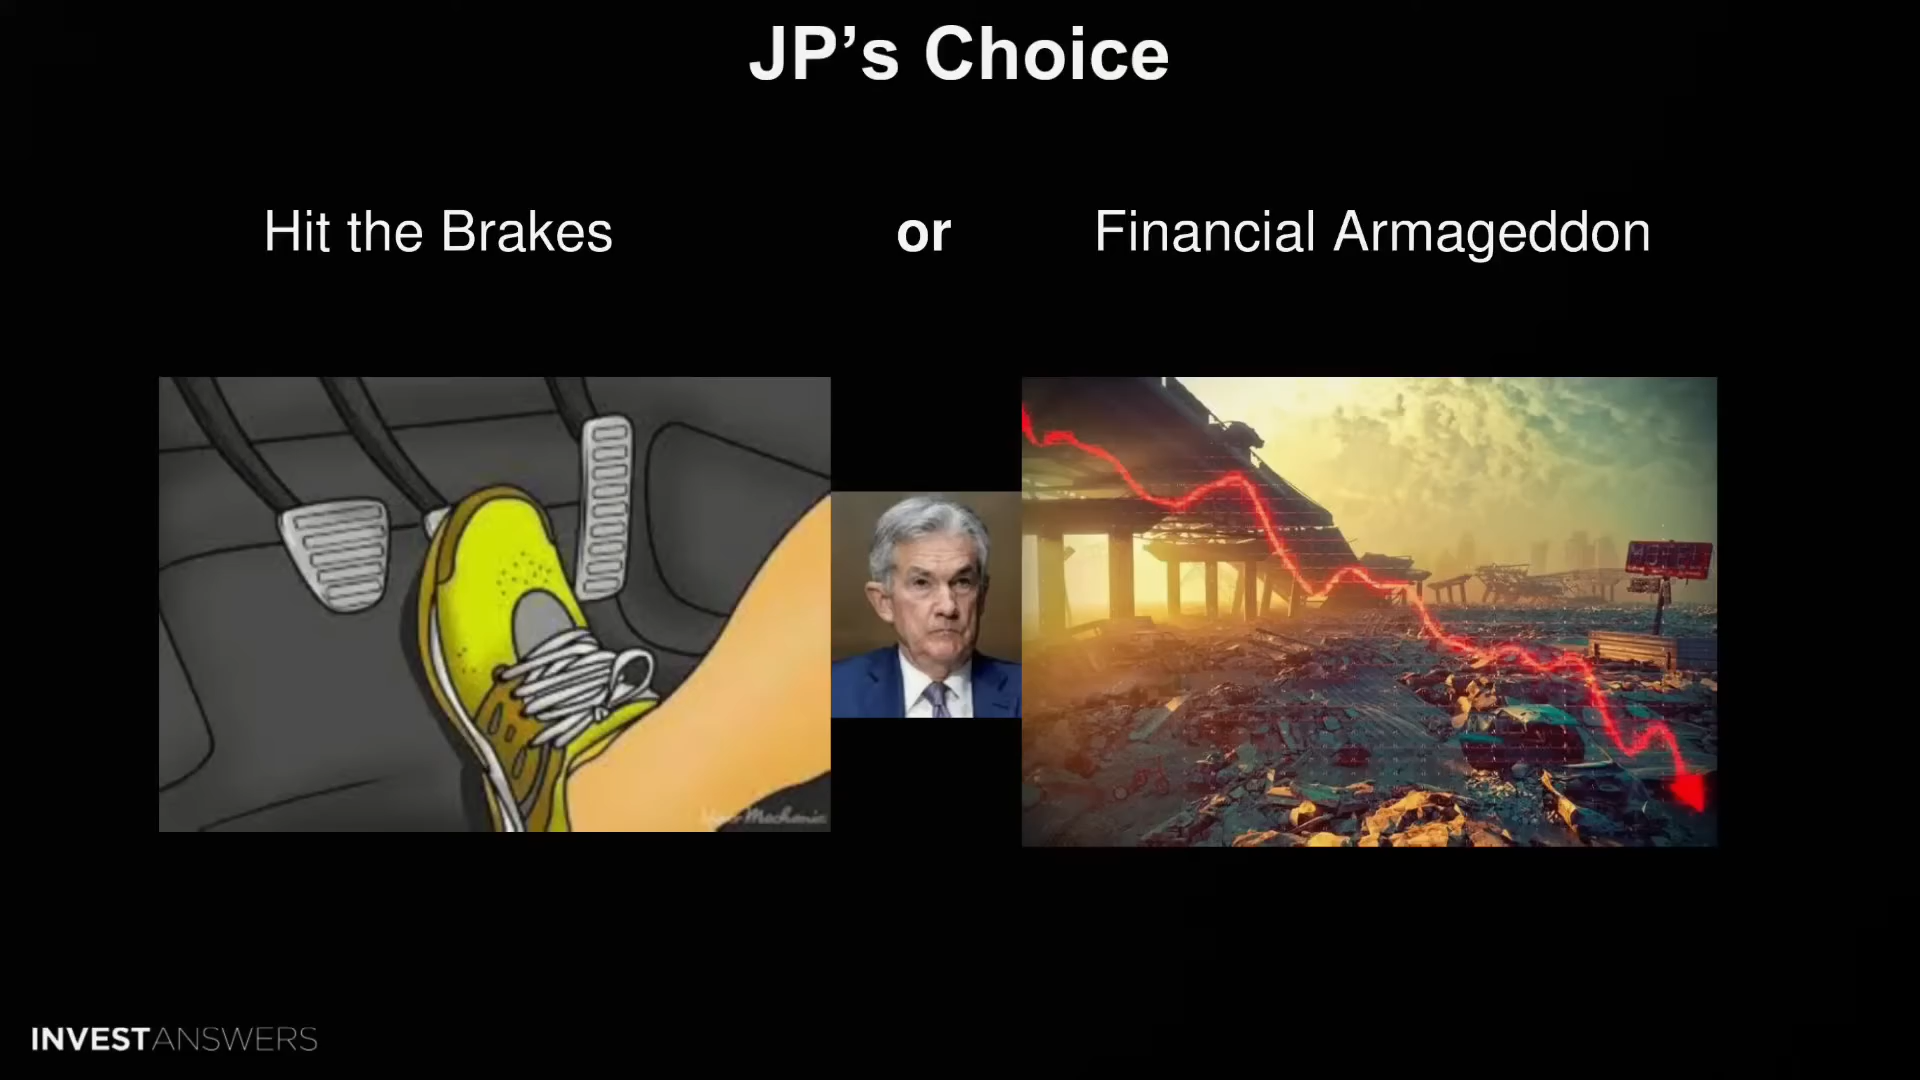 JP’s Choice
Hit the Brakes or Financial Armageddon
INVESTANSWERS